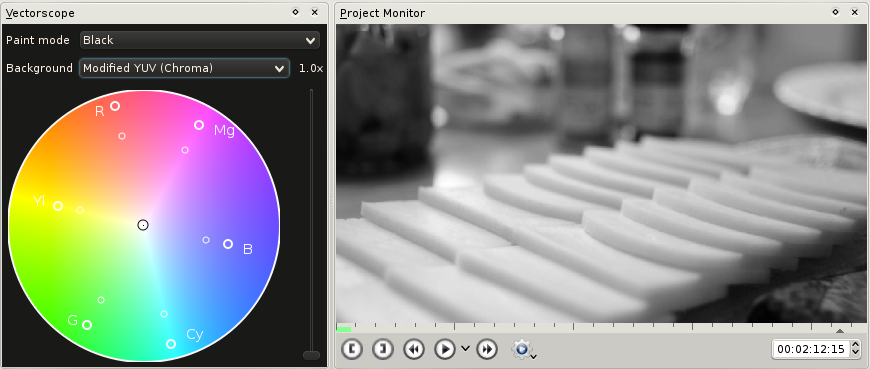 Vectorscope
Paint mode Black
Background Modified YUV (Chroma) 1.0x
R
Mg
Yl
B
G
Cy
Project Monitor
00:02:12:15